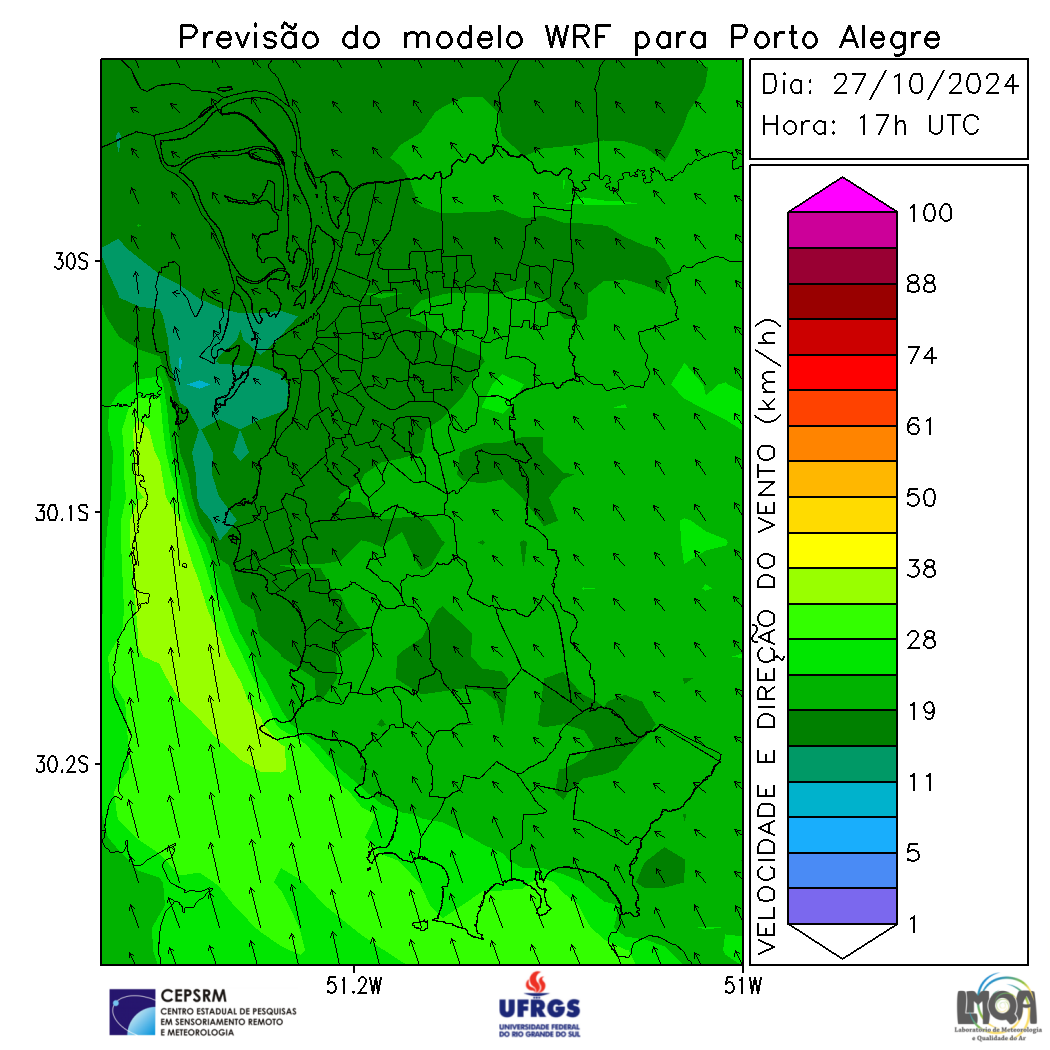 Previsão do modelo WRF para Porto Alegre
Dia: 27/10/2024
Hora: 17h UTC
100
88
74
61
50
38
28
19
11
5
1
VELOCIDADE E DIREÇÃO DO VENTO (km/h)
30S
30.1S
30.2S
51.2W
51W
CEPSRM
CENTRO ESTADUAL DE PESQUISAS
EM SENSORIAMENTO REMOTO
E METEOROLOGIA
UFRGS
UNIVERSIDADE FEDERAL
DO RIO GRANDE DO SUL
LMQA
Laboratório de Meteorologia
e Qualidade do Ar